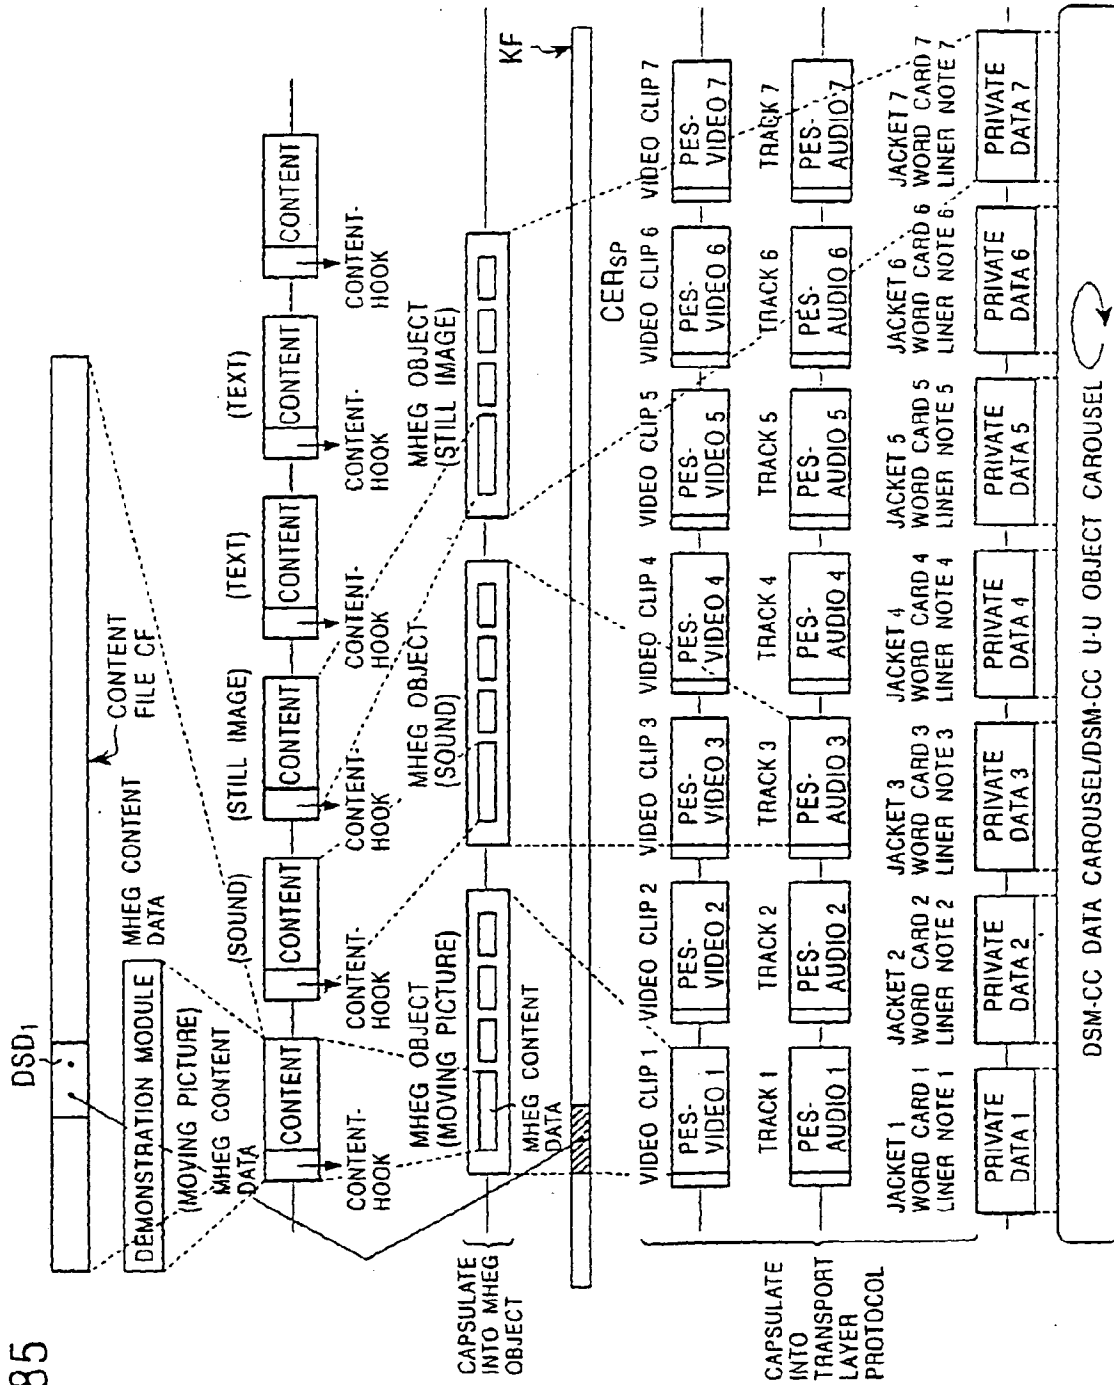 85
DSD1
CONTENT
FILE CF
DEMONSTRATION MODULE
MHEG CONTENT
DATA
(MOVING PICTURE)
MHEG CONTENT
DATA
(SOUND)
(STILL IMAGE)
(TEXT)
(TEXT)
CONTENT
CONTENT
CONTENT
CONTENT
CONTENT
CONTENT
CONTENT-
HOOK
CONTENT-
HOOK
CONTENT-
HOOK
CONTENT-
HOOK
CONTENT-
HOOK
CONTENT-
HOOK
MHEG OBJECT
(MOVING PICTURE)
MHEG OBJECT
(SOUND)
MHEG OBJECT
(STILL IMAGE)
CAPSULATE
INTO MHEG
OBJECT
MHEG CONTENT
DATA
KF
CERSP
VIDEO CLIP 1
VIDEO CLIP 2
VIDEO CLIP 3
VIDEO CLIP 4
VIDEO CLIP 5
VIDEO CLIP 6
VIDEO CLIP 7
PES-
VIDEO 1
PES-
VIDEO 2
PES-
VIDEO 3
PES-
VIDEO 4
PES-
VIDEO 5
PES-
VIDEO 6
PES-
VIDEO 7
CAPSULATE
INTO
TRANSPORT
LAYER
PROTOCOL
TRACK 1
TRACK 2
TRACK 3
TRACK 4
TRACK 5
TRACK 6
TRACK 7
PES-
AUDIO 1
PES-
AUDIO 2
PES-
AUDIO 3
PES-
AUDIO 4
PES-
AUDIO 5
PES-
AUDIO 6
PES-
AUDIO 7
JACKET 1
WORD CARD 1
LINER NOTE 1
JACKET 2
WORD CARD 2
LINER NOTE 2
JACKET 3
WORD CARD 3
LINER NOTE 3
JACKET 4
WORD CARD 4
LINER NOTE 4
JACKET 5
WORD CARD 5
LINER NOTE 5
JACKET 6
WORD CARD 6
LINER NOTE 6
JACKET 7
WORD CARD 7
LINER NOTE 7
PRIVATE
DATA 1
PRIVATE
DATA 2
PRIVATE
DATA 3
PRIVATE
DATA 4
PRIVATE
DATA 5
PRIVATE
DATA 6
PRIVATE
DATA 7
DSM-CC DATA CAROUSEL/DSM-CC U-U OBJECT CAROUSEL